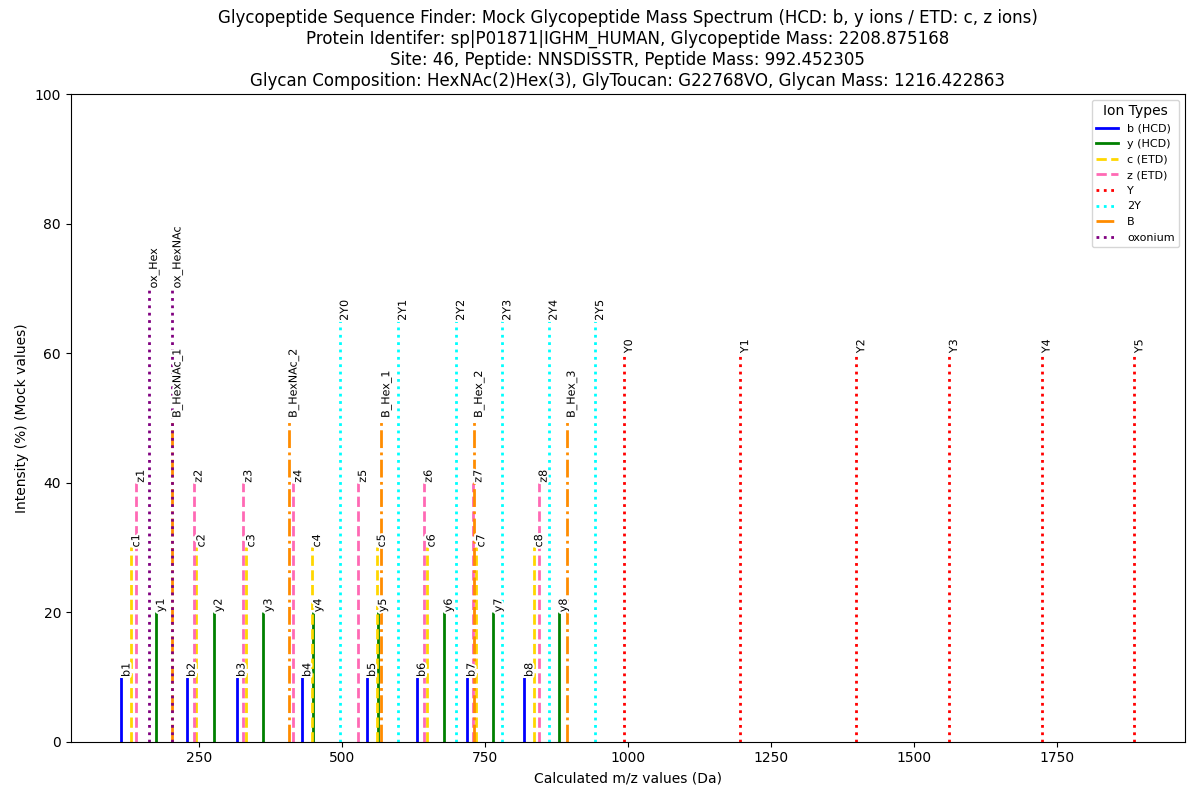 Glycopeptide Sequence Finder: Mock Glycopeptide Mass Spectrum (HCD: b, y ions / ETD: c, z ions)
Protein Identifer: sp|P01871|IGHM_HUMAN, Glycopeptide Mass: 2208.875168
Site: 46, Peptide: NNSDISSTR, Peptide Mass: 992.452305
Glycan Composition: HexNAc(2)Hex(3), GlyToucan: G22768VO, Glycan Mass: 1216.422863
Intensity (%) (Mock values)
100
80
60
40
20
0
Ion Types
b (HCD)
y (HCD)
c (ETD)
z (ETD)
Y
2Y
B
oxonium
ox_Hex
ox_HexNAc
2Y0
2Y1
2Y2
2Y3
2Y4
2Y5
Y0
Y1
Y2
Y3
Y4
Y5
B_HexNAc_1
B_HexNAc_2
B_Hex_1
B_Hex_2
B_Hex_3
z1
z2
z3
z4
z5
z6
z7
z8
c1
c2
c3
c4
c5
c6
c7
c8
y1
y2
y3
y4
y5
y6
y7
y8
b1
b2
b3
b4
b5
b6
b7
b8
250
500
750
1000
1250
1500
1750
Calculated m/z values (Da)